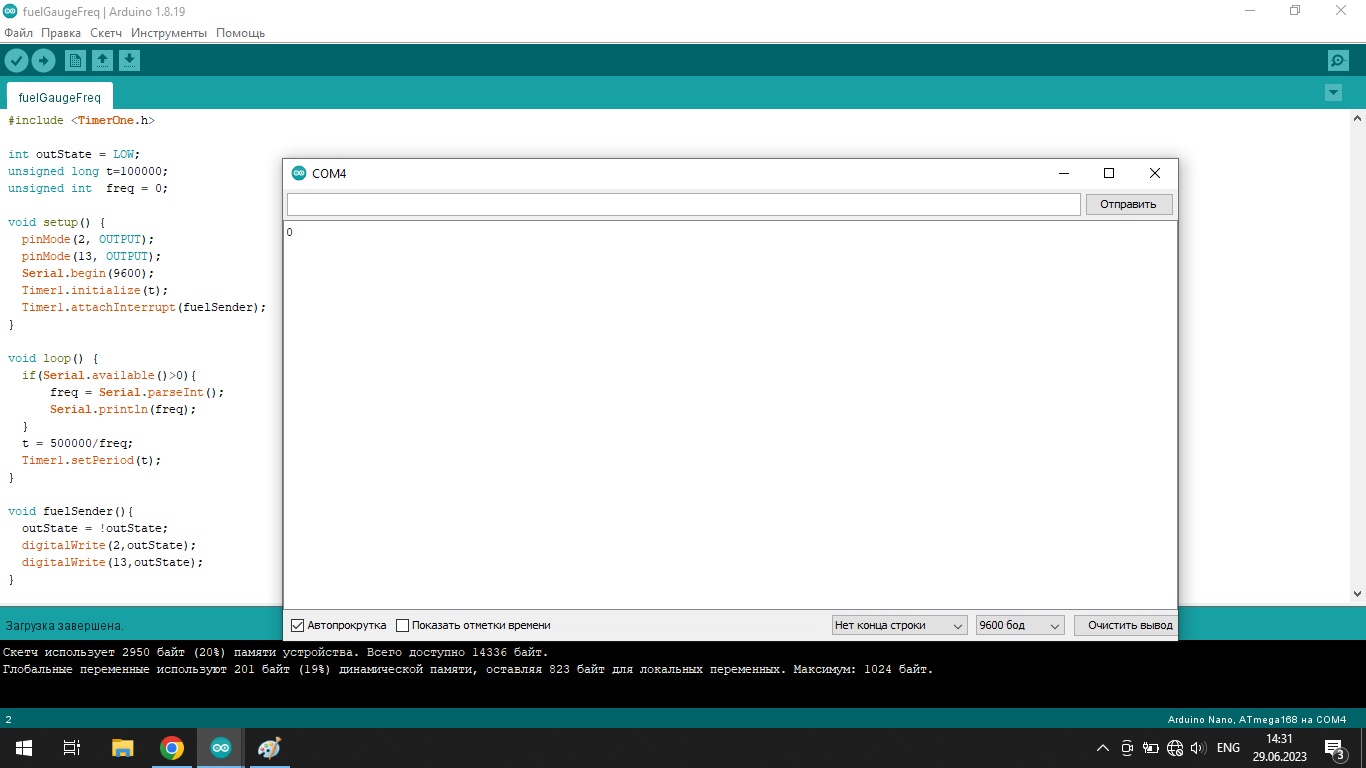 fuelGaugeFreq | Arduino 1.8.19
Файл Правка Скетч Инструменты Помощь
fuelGaugeFreq
#include <TimerOne.h>
int outState = LOW;
unsigned long t=100000;
unsigned int  freq = 0;
void setup() {
  pinMode(2, OUTPUT);
  pinMode(13, OUTPUT);
  Serial.begin(9600);
  Timer1.initialize(t);
  Timer1.attachInterrupt(fuelSender);
}
void loop() {
  if(Serial.available()>0){
      freq = Serial.parseInt();
      Serial.println(freq);
  }
  t = 500000/freq;
  Timer1.setPeriod(t);
}
void fuelSender(){
  outState = !outState;
  digitalWrite(2,outState);
  digitalWrite(13,outState);
}
COM4
Отправить
0
Автопрокрутка Показать отметки времени Нет конца строки 9600 бод Очистить вывод
Загрузка завершена.
Скетч использует 2950 байт (20%) памяти устройства. Всего доступно 14336 байт.
Глобальные переменные используют 201 байт (19%) динамической памяти, оставляя 823 байт для локальных переменных. Максимум: 1024 байт.
2 Arduino Nano, ATmega168 на COM4
ENG 14:31
29.06.2023 3